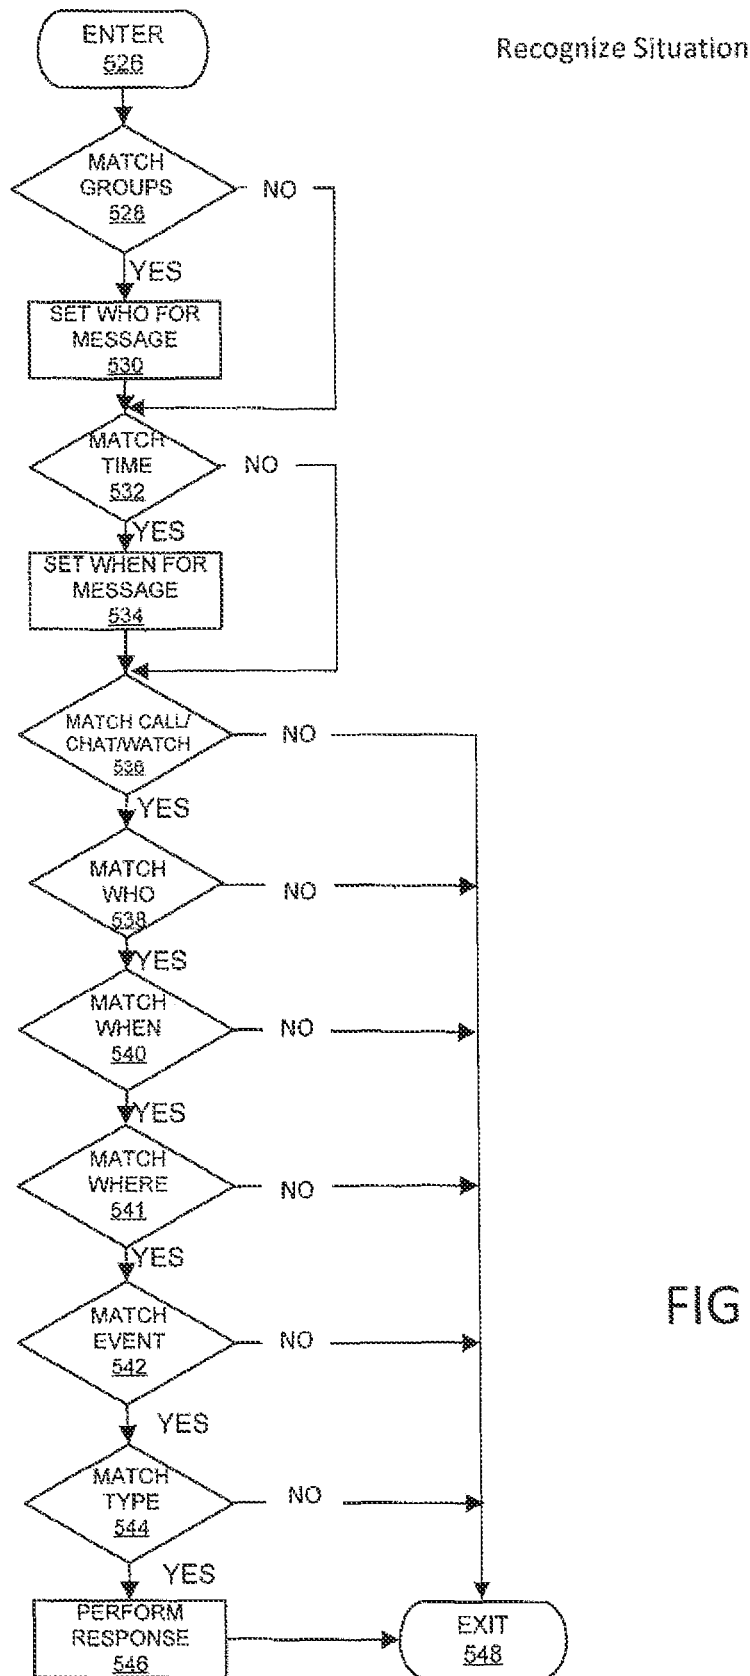 ENTER
526
Recognize Situation
MATCH
GROUPS
528
NO
YES
SET WHO FOR
MESSAGE
530
MATCH
TIME
532
NO
YES
SET WHEN FOR
MESSAGE
534
MATCH CALL/
CHAT/WATCH
536
NO
YES
MATCH
WHO
538
NO
YES
MATCH
WHEN
540
NO
YES
MATCH
WHERE
541
NO
YES
MATCH
EVENT
542
NO
FIG
YES
MATCH
TYPE
544
NO
YES
PERFORM
RESPONSE
546
EXIT
548